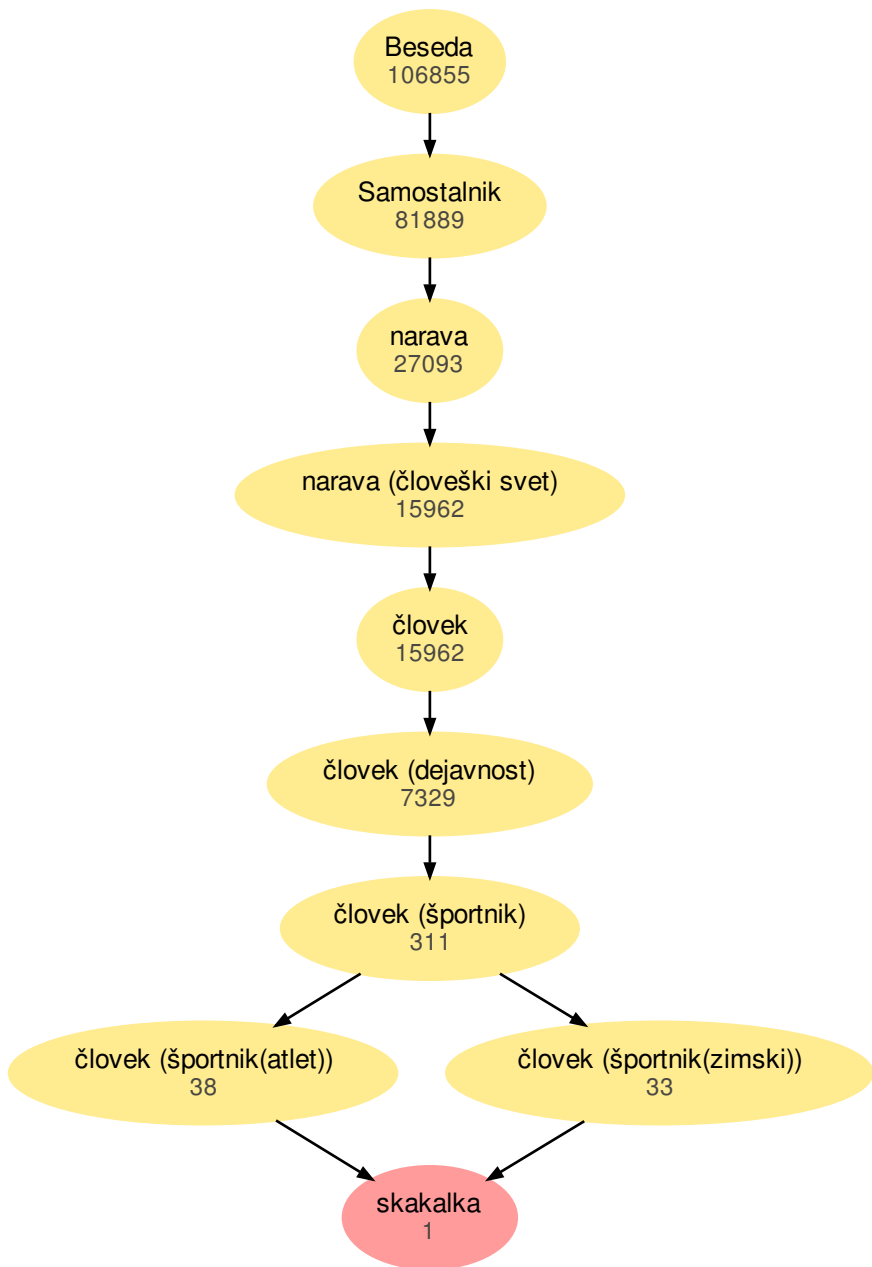 Beseda
106855
Samostalnik
81889
narava
27093
narava (človeški svet)
15962
človek
15962
človek (dejavnost)
7329
človek (športnik)
311
človek (športnik(atlet))
38
človek (športnik(zimski))
33
skakalka
1